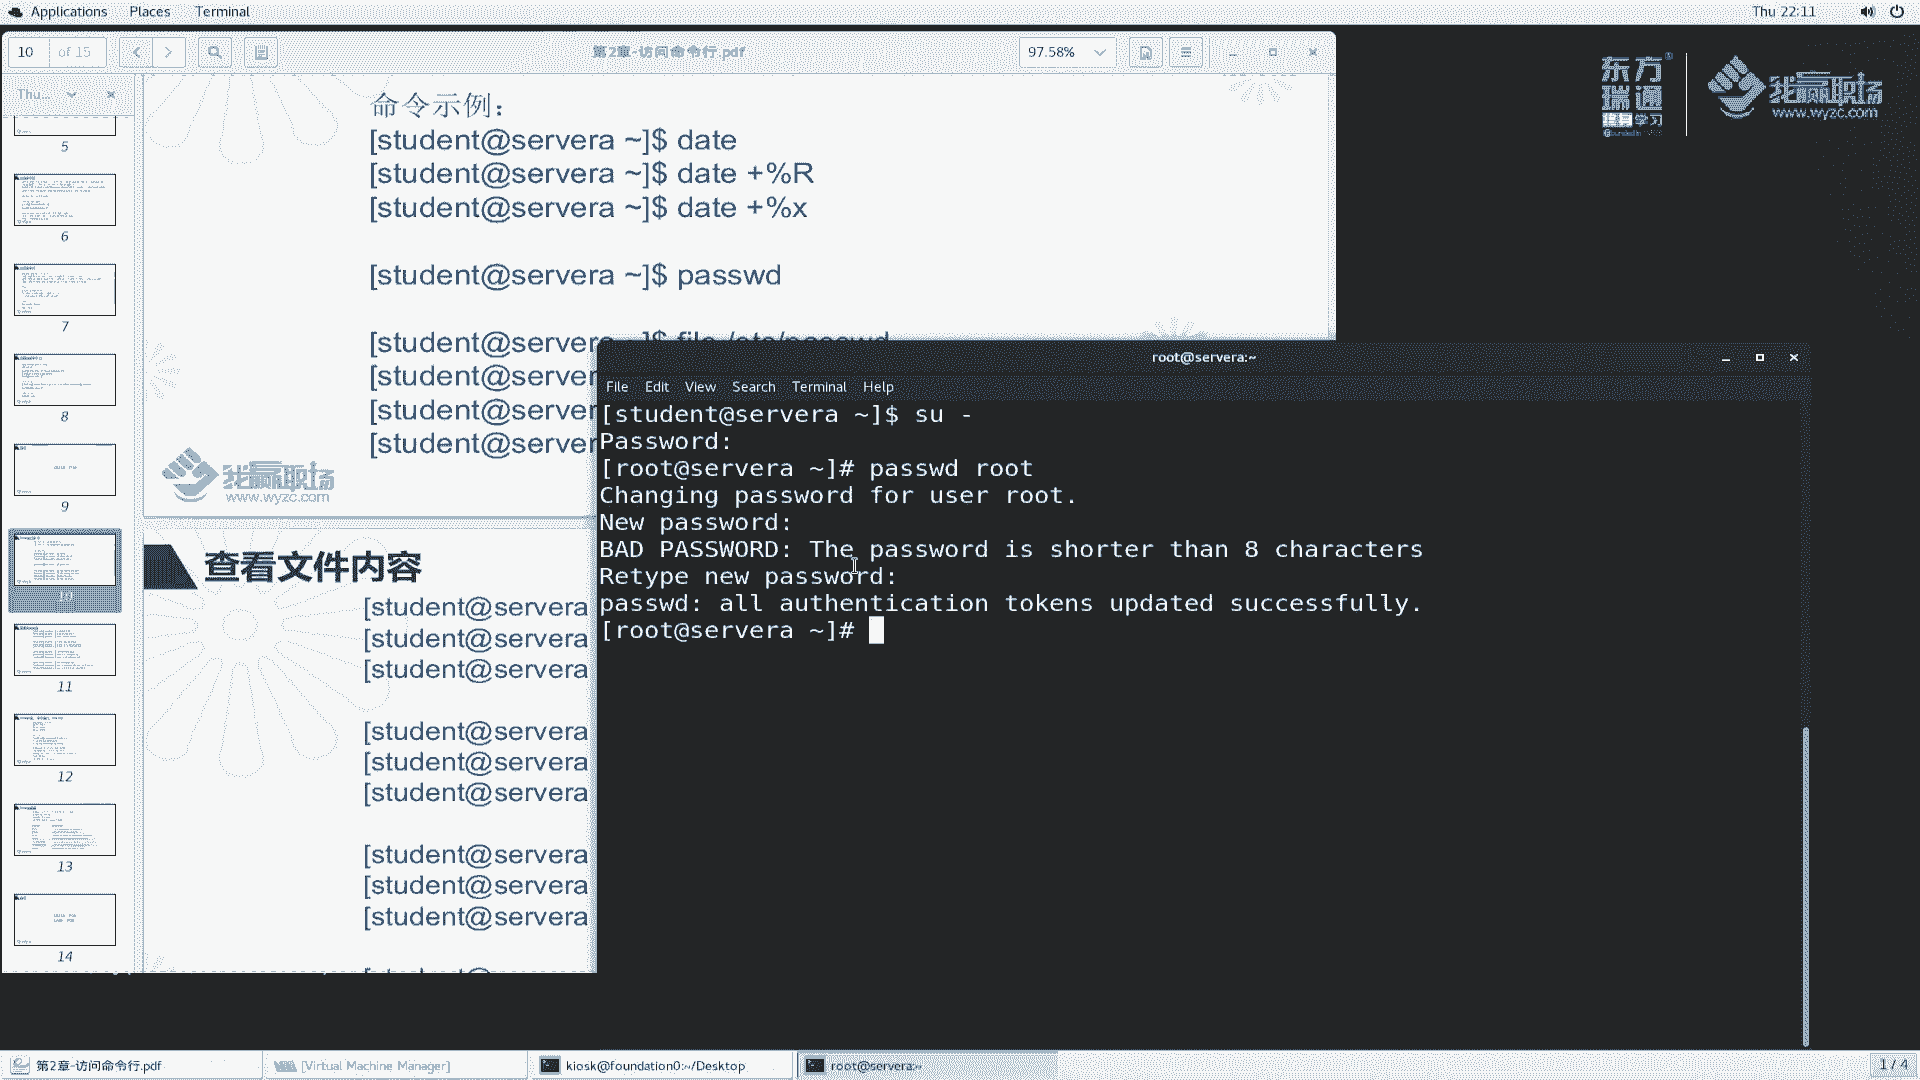 Applications Places Terminal
Thu 22:11
10 of 15
第2章-访问命令行.pdf
97.58%
Thu...
5
6
7
8
9
10
11
12
13
14
命令示例：
[student@servera ~]$ date
[student@servera ~]$ date +%R
[student@servera ~]$ date +%x
[student@servera ~]$ passwd
[student@servera ~]$ file /etc/passwd
[student@server
[student@server
[student@server
我赢职场
www.wyzc.com
查看文件内容
[student@servera
[student@servera
[student@servera
[student@servera
[student@servera
[student@servera
[student@servera
[student@servera
[student@servera
东方
瑞通
终身学习
我赢职场
www.wyzc.com
root@servera:~
File Edit View Search Terminal Help
[student@servera ~]$ su -
Password:
[root@servera ~]# passwd root
Changing password for user root.
New password:
BAD PASSWORD: The password is shorter than 8 characters
Retype new password:
passwd: all authentication tokens updated successfully.
[root@servera ~]#
第2章-访问命令行.pdf
[Virtual Machine Manager]
kiosk@foundation0:~/Desktop
root@servera:~
1 / 4